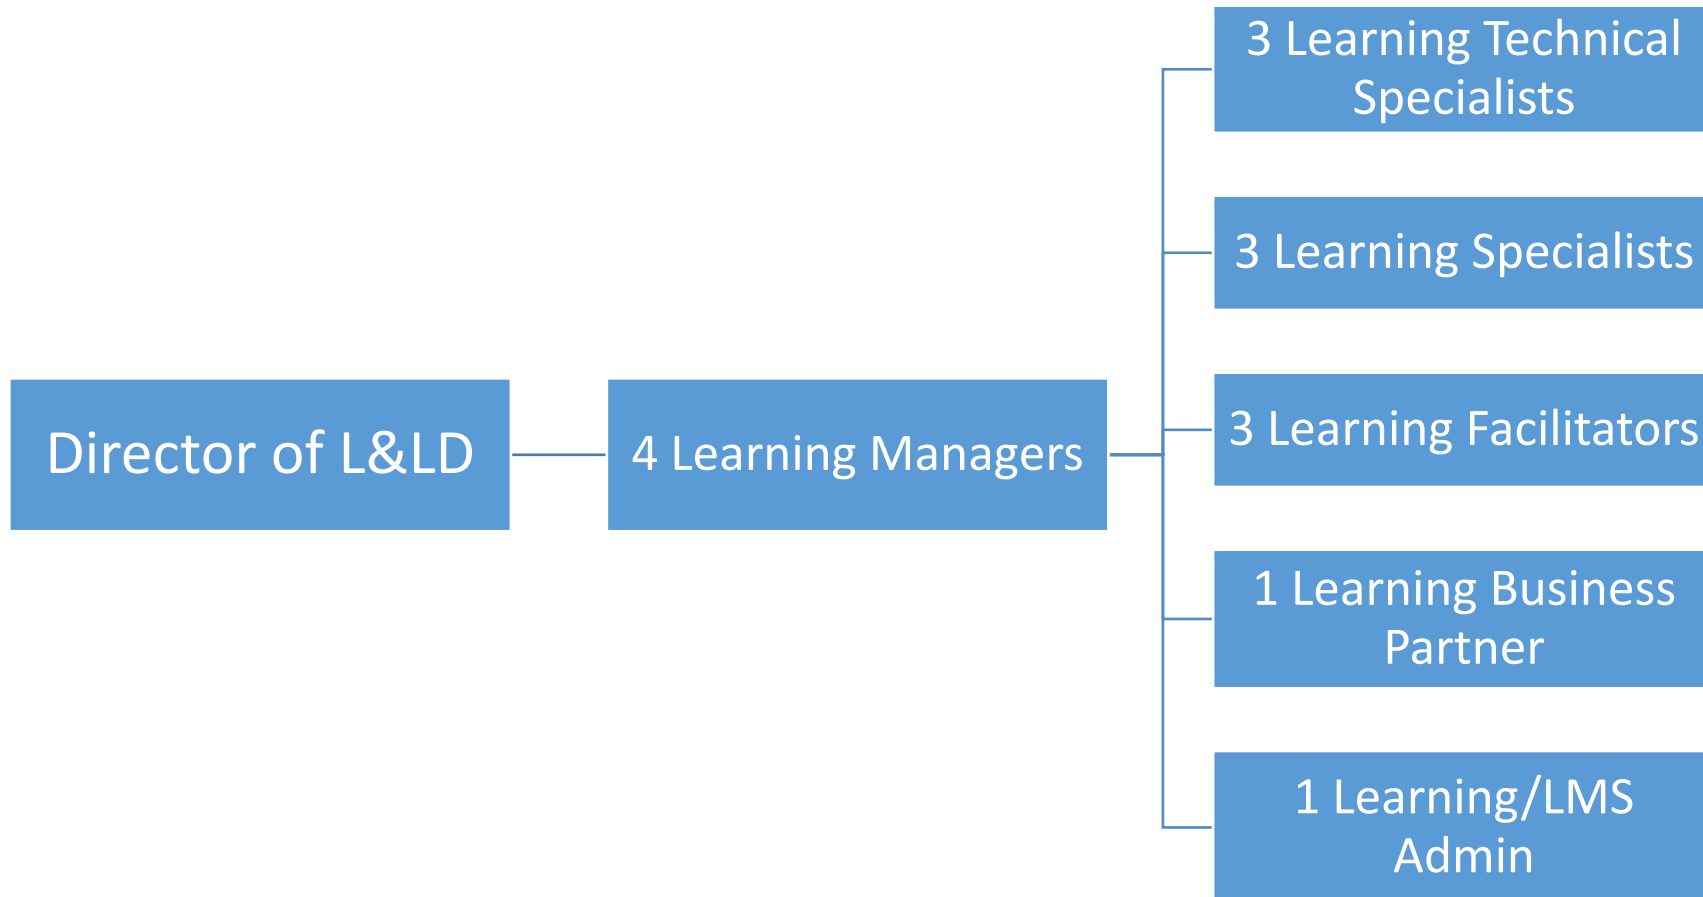 Director of L&LD
4 Learning Managers
3 Learning Technical
Specialists
3 Learning Specialists
3 Learning Facilitators
1 Learning Business
Partner
1 Learning/LMS
Admin